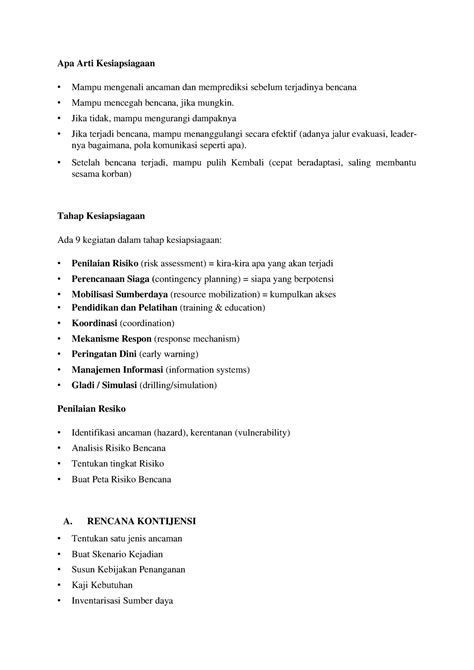 Apa Arti Kesiapsiagaan
• Mampu mengenali ancaman dan memprediksi sebelum terjadinya bencana
• Mampu mencegah bencana, jika mungkin.
• Jika tidak, mampu mengurangi dampaknya
• Jika terjadi bencana, mampu menanggulangi secara efektif (adanya jalur evakuasi, leader-
nya bagaimana, pola komunikasi seperti apa).
• Setelah bencana terjadi, mampu pulih Kembali (cepat beradaptasi, saling membantu
sesama korban)
Tahap Kesiapsiagaan
Ada 9 kegiatan dalam tahap kesiapsiagaan:
• Penilaian Risiko (risk assessment) = kira-kira apa yang akan terjadi
• Perencanaan Siaga (contingency planning) = siapa yang berpotensi
• Mobilisasi Sumberdaya (resource mobilization) = kumpulkan akses
• Pendidikan dan Pelatihan (training & education)
• Koordinasi (coordination)
• Mekanisme Respon (response mechanism)
• Peringatan Dini (early warning)
• Manajemen Informasi (information systems)
• Gladi / Simulasi (drilling/simulation)
Penilaian Resiko
• Identifikasi ancaman (hazard), kerentanan (vulnerability)
• Analisis Risiko Bencana
• Tentukan tingkat Risiko
• Buat Peta Risiko Bencana
A. RENCANA KONTIJENSI
• Tentukan satu jenis ancaman
• Buat Skenario Kejadian
• Susun Kebijakan Penanganan
• Kaji Kebutuhan
• Inventarisasi Sumber daya